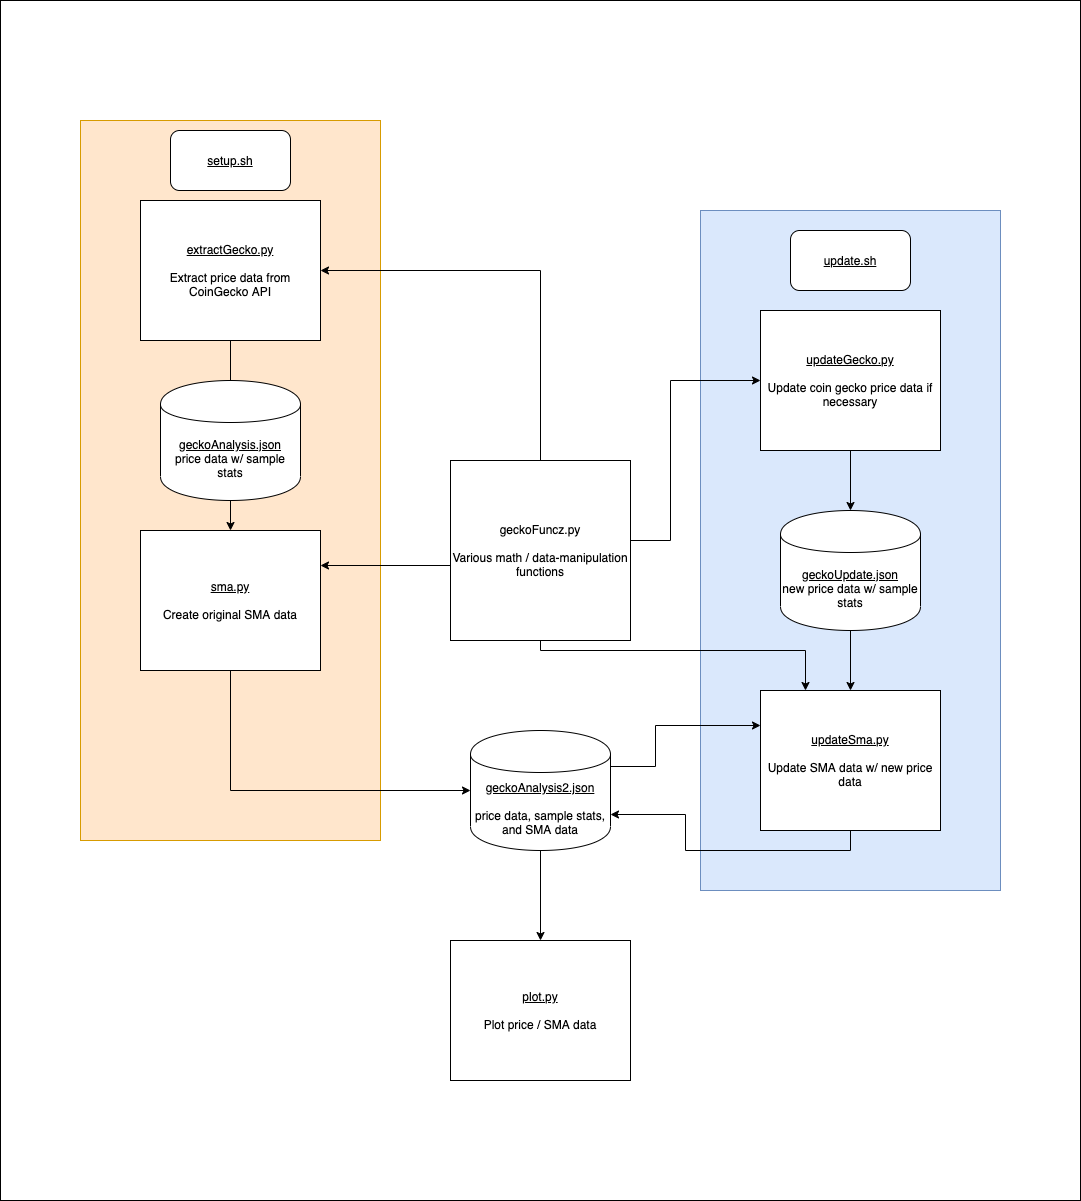 setup.sh
extractGecko.py
Extract price data from
CoinGecko API
geckoAnalysis.json
price data w/ sample
stats
sma.py
Create original SMA data
geckoFuncz.py
Various math / data-manipulation
functions
update.sh
updateGecko.py
Update coin gecko price data if
necessary
geckoUpdate.json
new price data w/ sample
stats
updateSma.py
Update SMA data w/ new price
data
geckoAnalysis2.json
price data, sample stats,
and SMA data
plot.py
Plot price / SMA data